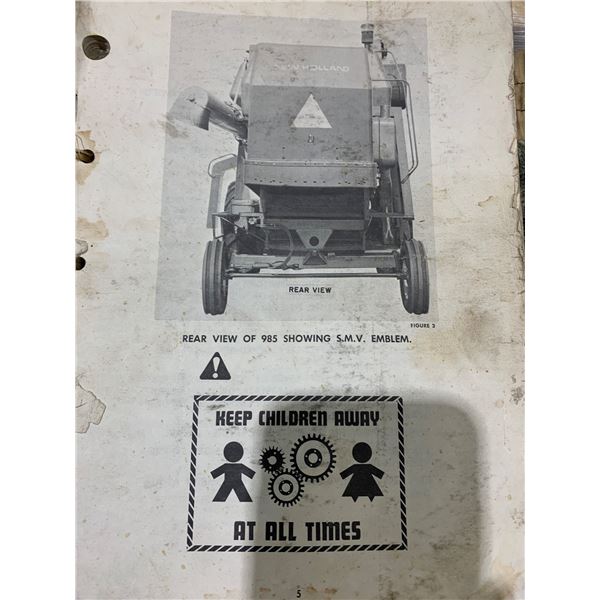 NEW HOLLAND
REAR VIEW
FIGURE 2
REAR VIEW OF 985 SHOWING S.M.V. EMBLEM.
KEEP CHILDREN AWAY
AT ALL TIMES
5